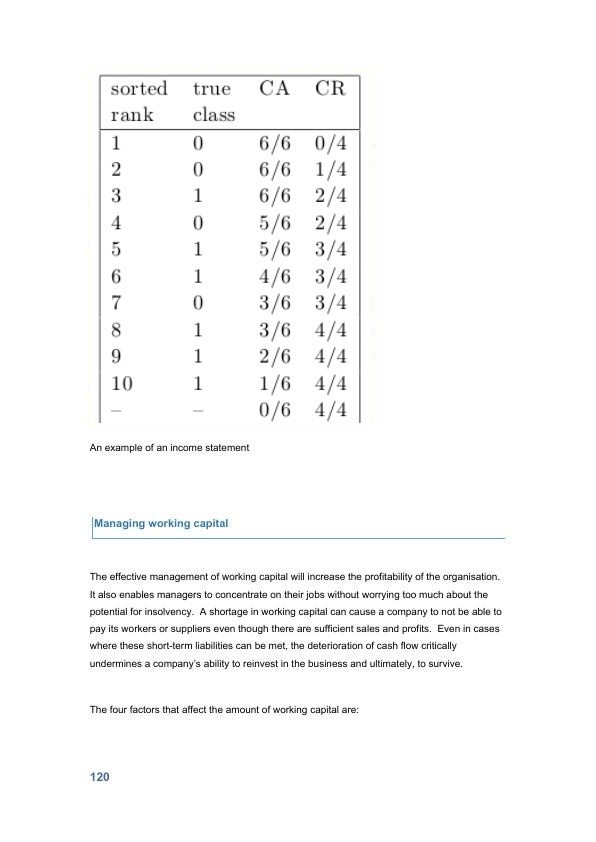 sorted true CA CR
rank class
1 0 6/6 0/4
2 0 6/6 1/4
3 1 6/6 2/4
4 0 5/6 2/4
5 1 5/6 3/4
6 1 4/6 3/4
7 0 3/6 3/4
8 1 3/6 4/4
9 1 2/6 4/4
10 1 1/6 4/4
– – 0/6 4/4
An example of an income statement
Managing working capital
The effective management of working capital will increase the profitability of the organisation.
It also enables managers to concentrate on their jobs without worrying too much about the
potential for insolvency.  A shortage in working capital can cause a company to not be able to
pay its workers or suppliers even though there are sufficient sales and profits.  Even in cases
where these short-term liabilities can be met, the deterioration of cash flow critically
undermines a company’s ability to reinvest in the business and ultimately, to survive.
The four factors that affect the amount of working capital are:
120